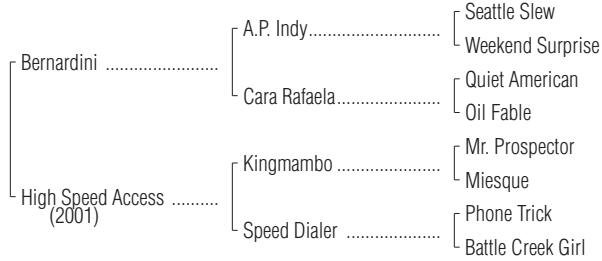 Seattle Slew
A.P. Indy..............................
Weekend Surprise
Bernardini .........................
Quiet American
Cara Rafaela........................
Oil Fable
Mr. Prospector
Kingmambo ........................
Miesque
High Speed Access ..........
(2001)
Phone Trick
Speed Dialer .....................
Battle Creek Girl